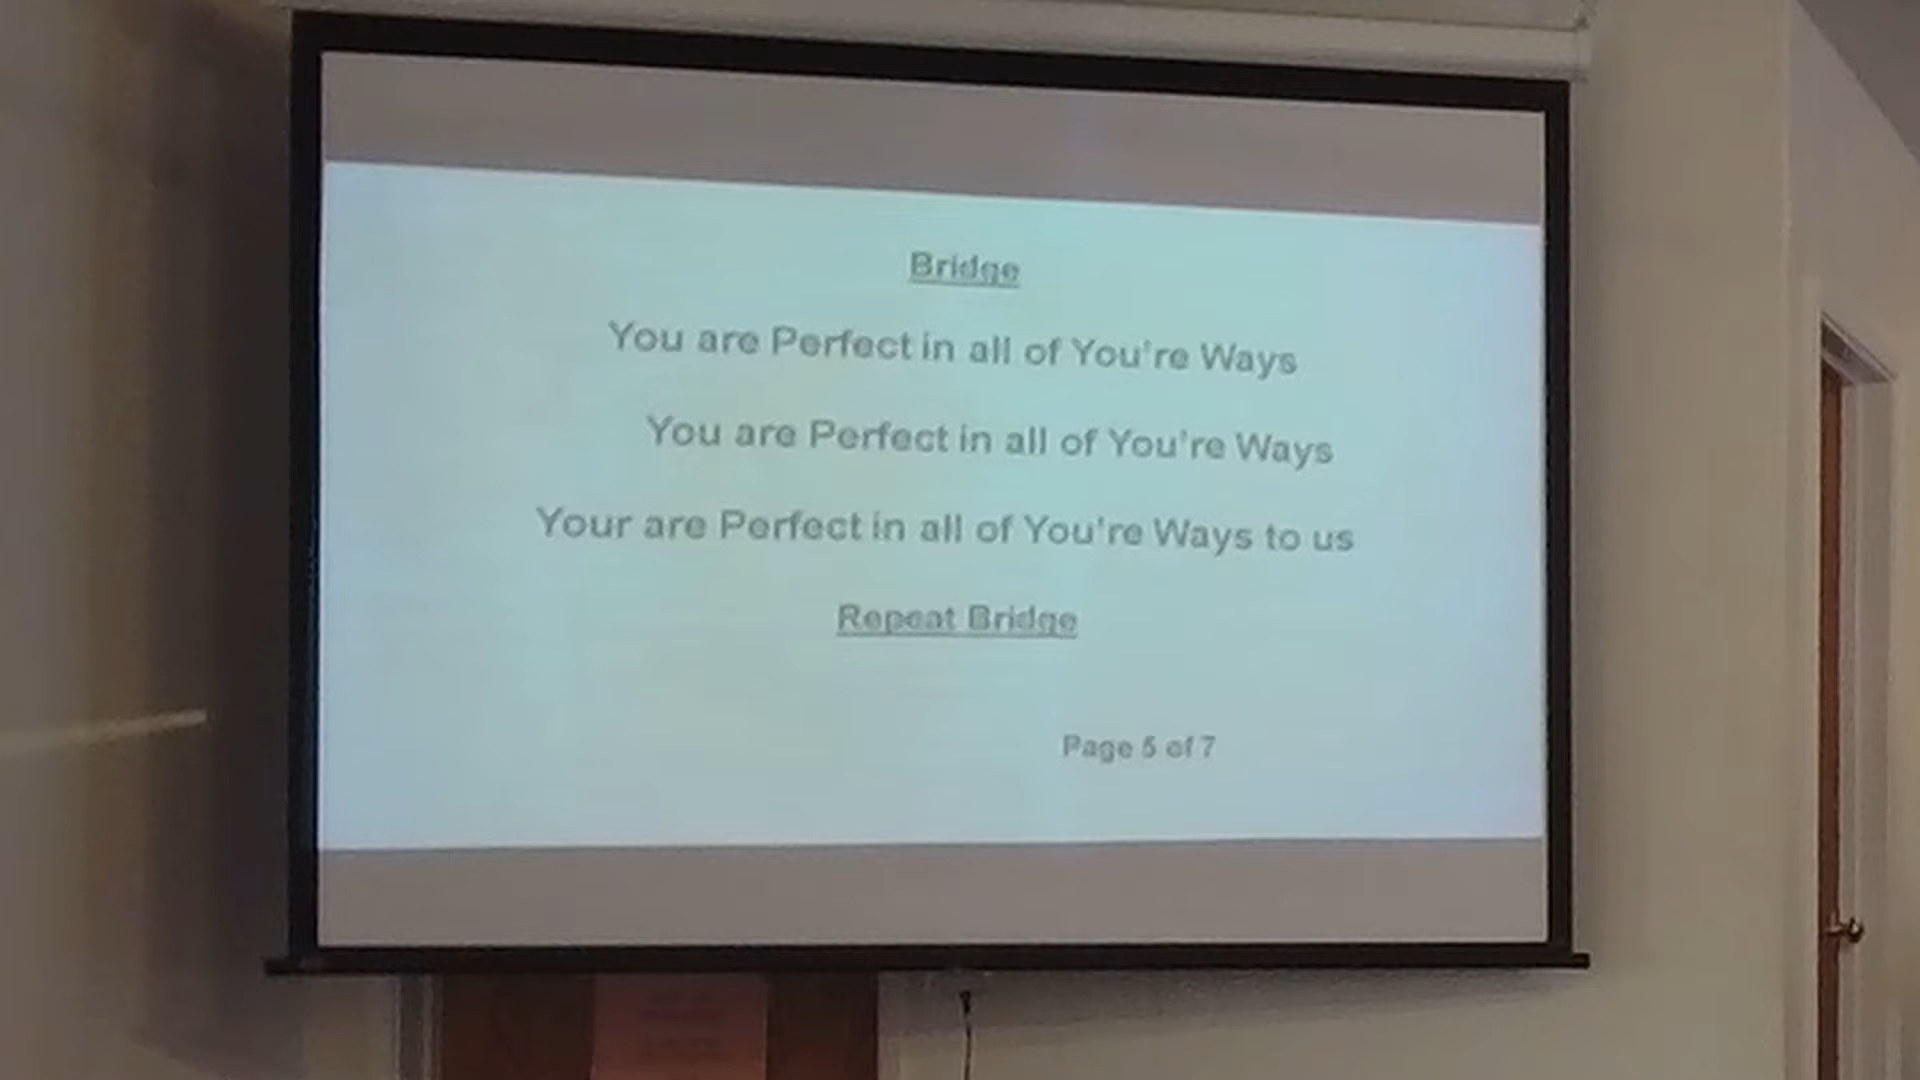 Bridge
You are Perfect in all of You're Ways
You are Perfect in all of You're Ways
Your are Perfect in all of You're Ways to us
Repeat Bridge
Page 5 of 7